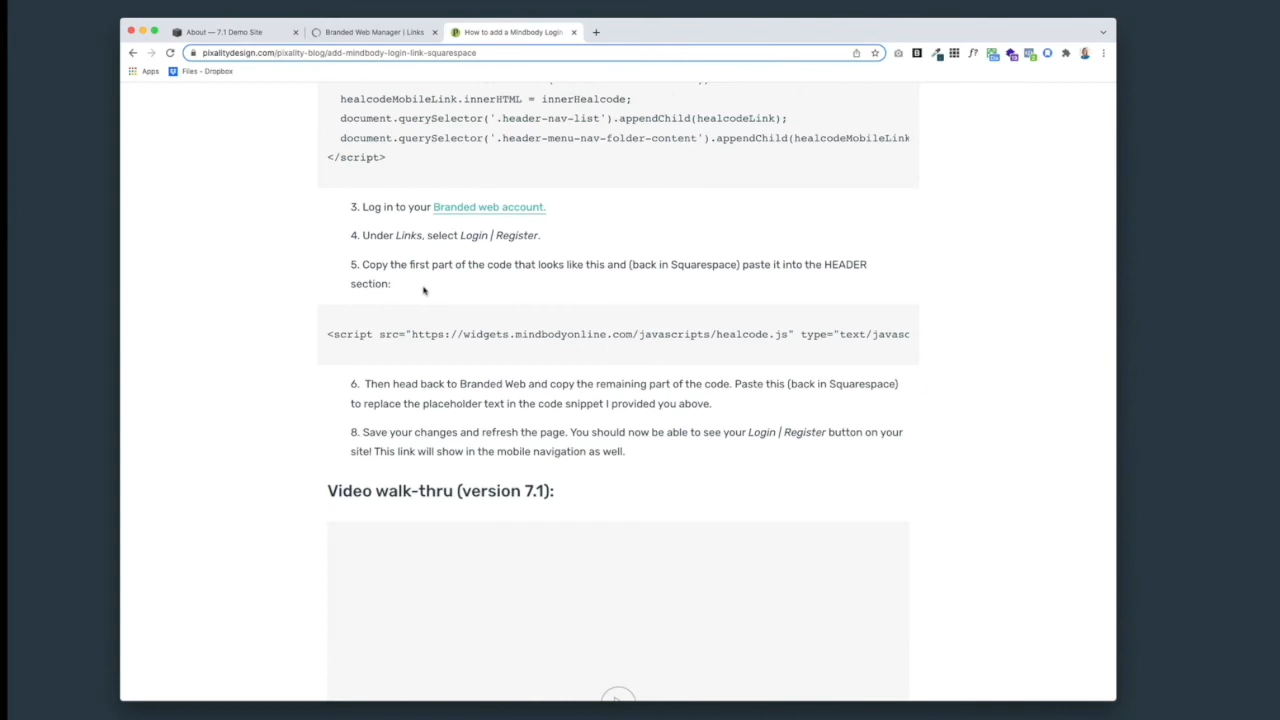 About — 7.1 Demo Site
Branded Web Manager | Links
How to add a Mindbody Login
pixalitydesign.com/pixality-blog/add-mindbody-login-link-squarespace
Apps
Files - Dropbox
healcodeMobileLink.innerHTML = innerHealcode;
document.querySelector('.header-nav-list').appendChild(healcodeLink);
document.querySelector('.header-menu-nav-folder-content').appendChild(healcodeMobileLink
</script>
3. Log in to your Branded web account.
4. Under Links, select Login | Register.
5. Copy the first part of the code that looks like this and (back in Squarespace) paste it into the HEADER
section:
<script src="https://widgets.mindbodyonline.com/javascripts/healcode.js" type="text/javasc
6. Then head back to Branded Web and copy the remaining part of the code. Paste this (back in Squarespace)
to replace the placeholder text in the code snippet I provided you above.
8. Save your changes and refresh the page. You should now be able to see your Login | Register button on your
site! This link will show in the mobile navigation as well.
Video walk-thru (version 7.1):